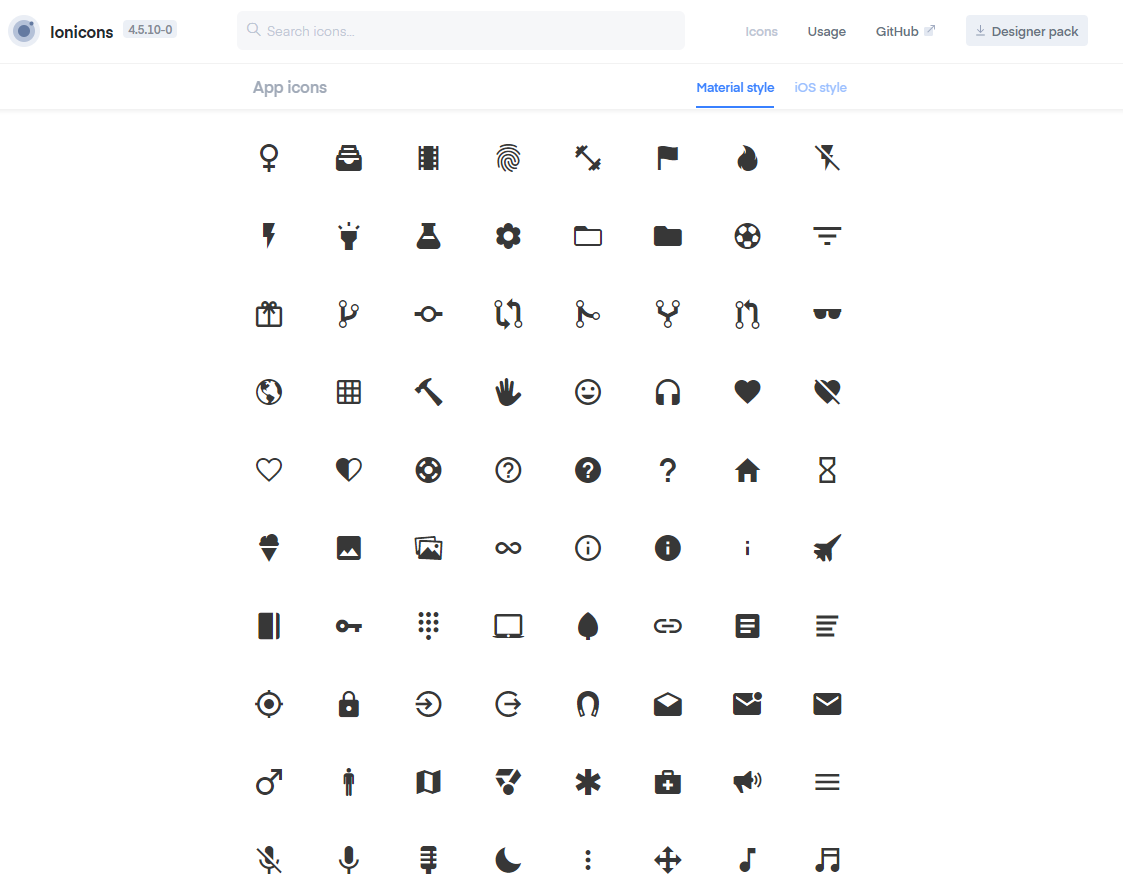 Ionicons 4.5.10-0 Search icons... Icons Usage GitHub Designer pack
App icons Material style iOS style